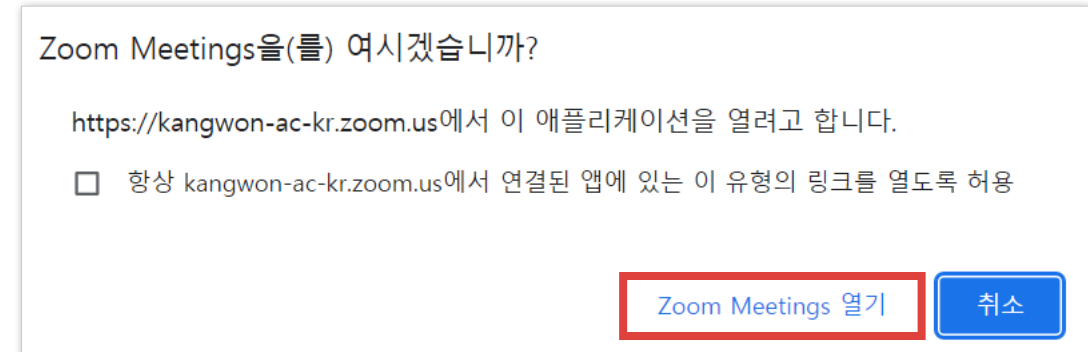 Zoom Meetings을(를) 여시겠습니까?
https://kangwon-ac-kr.zoom.us에서 이 애플리케이션을 열려고 합니다.
항상 kangwon-ac-kr.zoom.us에서 연결된 앱에 있는 이 유형의 링크를 열도록 허용
Zoom Meetings 열기 취소